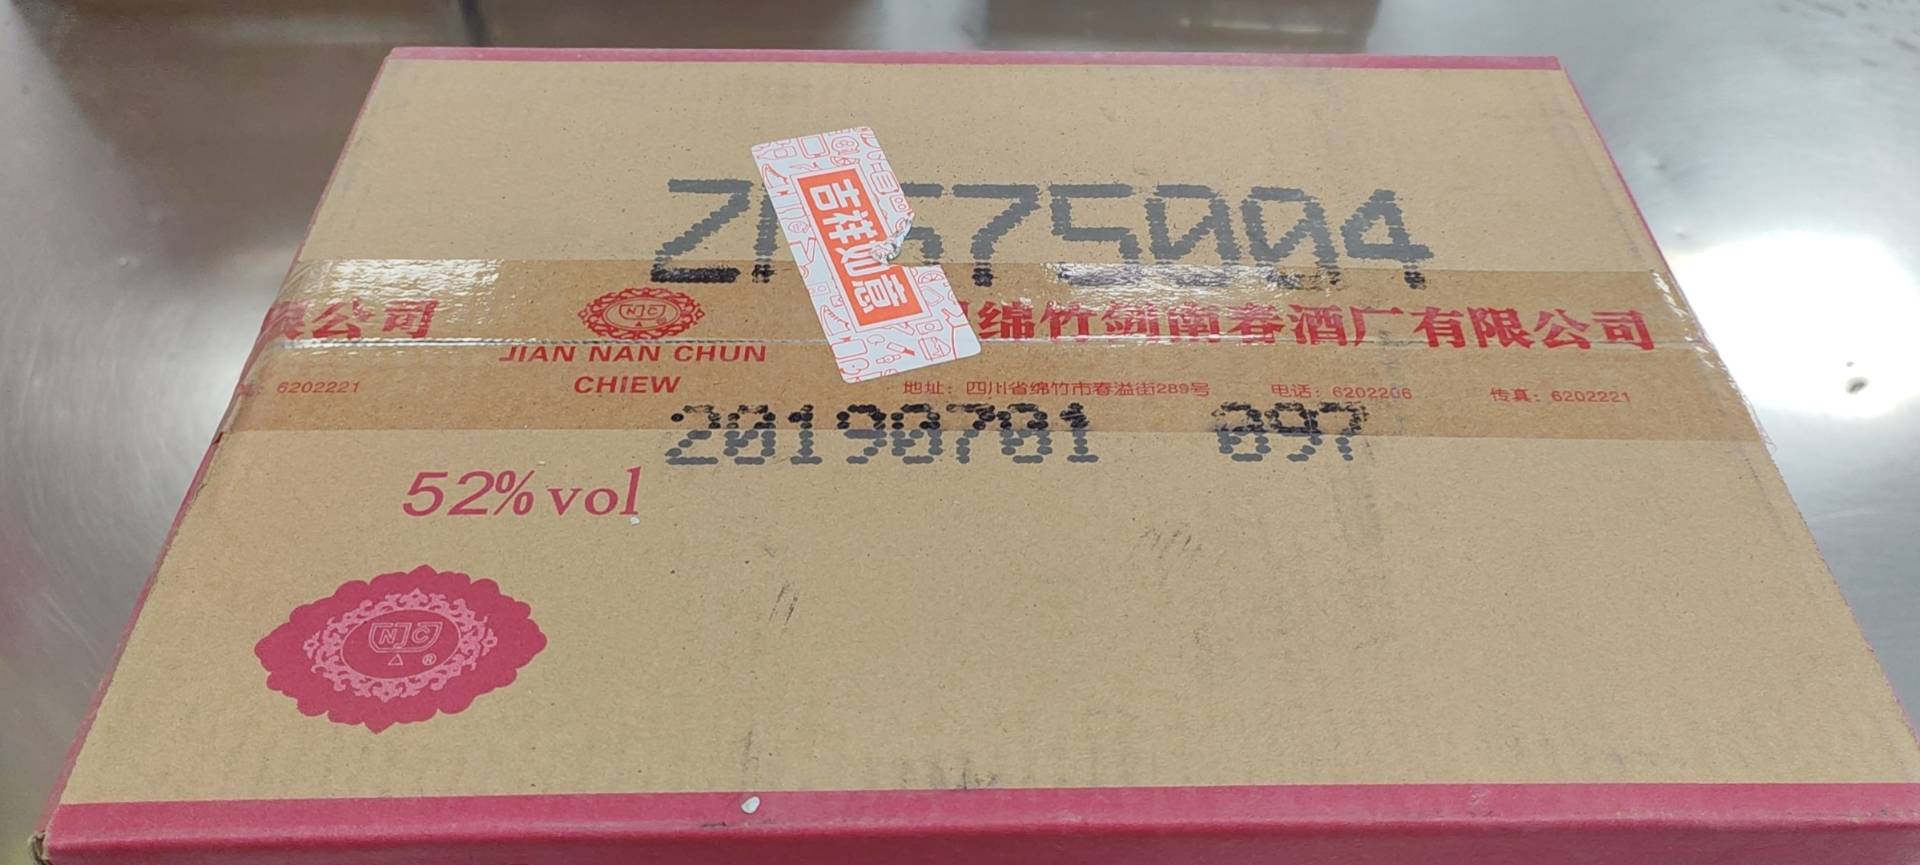 吉祥如意
Z 675004
限公司
NJC
JIAN NAN CHUN
CHIEW
绵竹剑南春酒厂有限公司
6202221
地址：四川省绵竹市春溢街289号 电话：6202206 传真：6202221
20190701 097
52%vol
NJC
®